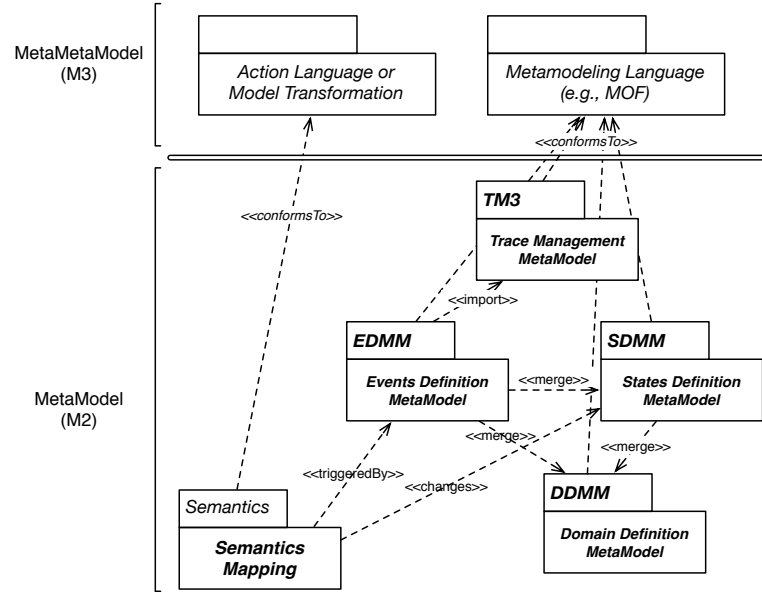 MetaMetaModel
(M3)
Action Language or
Model Transformation
Metamodeling Language
(e.g., MOF)
<<conformsTo>>
<<conformsTo>>
TM3
Trace Management
MetaModel
<<import>>
EDMM
Events Definition
MetaModel
<<merge>>
SDMM
States Definition
MetaModel
MetaModel
(M2)
<<merge>>
<<merge>>
<<triggeredBy>>
<<changes>>
Semantics
Semantics
Mapping
DDMM
Domain Definition
MetaModel